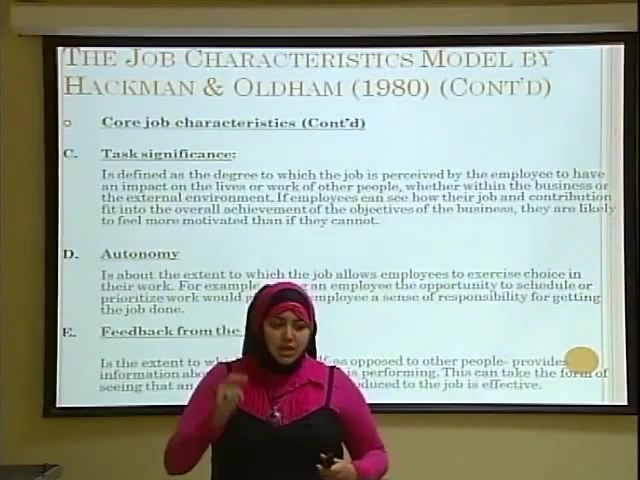 THE JOB CHARACTERISTICS MODEL BY
HACKMAN & OLDHAM (1980) (CONT'D)
Core job characteristics (Cont'd)
C. Task significance:
Is defined as the degree to which the job is perceived by the employee to have
an impact on the lives or work of other people, whether within the business or
the external environment. If employees can see how their job and contribution
fit into the overall achievement of the objectives of the business, they are likely
to feel more motivated than if they cannot.
D. Autonomy
Is about the extent to which the job allows employees to exercise choice in
their work. For example an employee the opportunity to schedule or
prioritize work would employee a sense of responsibility for getting
the job done.
E. Feedback from the
Is the extent to as opposed to other people- provides
information is performing. This can take the form of
seeing that an to the job is effective.